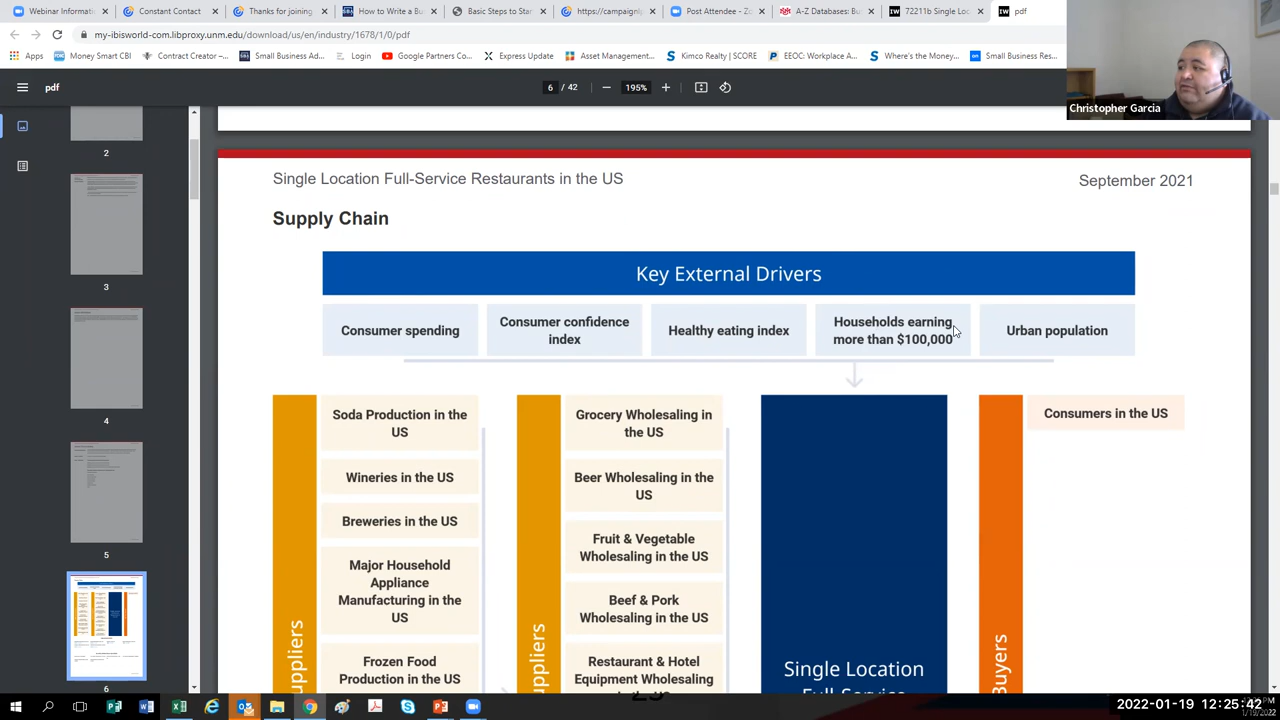 Webinar Informati
Constant Contact
Thanks for joining
How to Write a Bu
Basic Steps to Star
https://campaignlp
Post Attendee - Zo
A-Z Databases: Bu
72211b Single Loc
pdf
my-ibisworld-com.libproxy.unm.edu/download/us/en/industry/1678/1/0/pdf
Apps
Money Smart CBI
Contract Creator –...
Small Business Ad...
Login
Google Partners Co...
Express Update
Asset Management...
Kimco Realty | SCORE
EEOC: Workplace A...
Where's the Money...
Small Business Res...
pdf
6 / 42
195%
Christopher Garcia
2
3
4
5
6
Single Location Full-Service Restaurants in the US
September 2021
Supply Chain
Key External Drivers
Consumer spending
Consumer confidence
index
Healthy eating index
Households earning
more than $100,000
Urban population
Soda Production in the
US
Wineries in the US
Breweries in the US
Major Household
Appliance
Manufacturing in the
US
Frozen Food
Production in the US
Grocery Wholesaling in
the US
Beer Wholesaling in the
US
Fruit & Vegetable
Wholesaling in the US
Beef & Pork
Wholesaling in the US
Restaurant & Hotel
Equipment Wholesaling
Single Location
Full-Service
Buyers
Consumers in the US
2022-01-19 12:25:42
1/19/2022